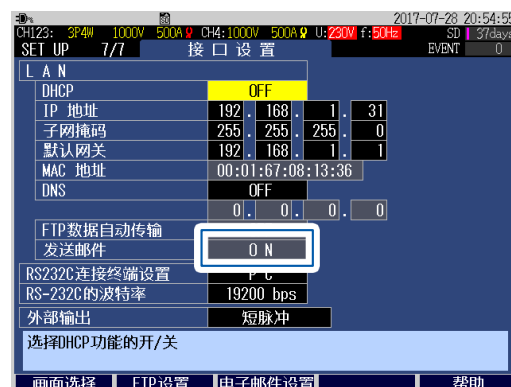 2017-07-28 20:54:55
CH123: 3P4W 1000V 500A CH4:1000V 500A U:230V f:50Hz SD 37days
SET UP 7/7 接口设置 EVENT 0
LAN
DHCP OFF
IP 地址 192. 168. 1. 31
子网掩码 255. 255. 255. 0
默认网关 192. 168. 1. 1
MAC 地址 00:01:67:08:13:36
DNS OFF
0. 0. 0. 0
FTP数据自动传输
发送邮件 ON
RS232C连接终端设置 PC
RS-232C的波特率 19200 bps
外部输出 短脉冲
选择DHCP功能的开/关
画面选择 FTP设置 电子邮件设置 帮助